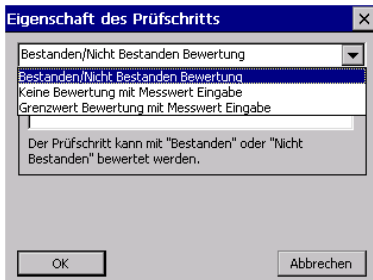 Eigenschaft des Prüfschritts
Bestanden/Nicht Bestanden Bewertung
Bestanden/Nicht Bestanden Bewertung
Keine Bewertung mit Messwert Eingabe
Grenzwert Bewertung mit Messwert Eingabe
Der Prüfschritt kann mit "Bestanden" oder "Nicht
Bestanden" bewertet werden.
OK
Abbrechen